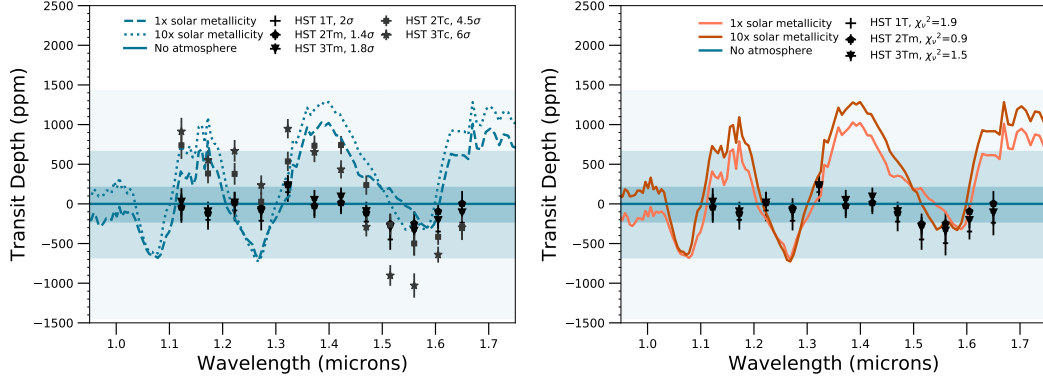 2500
2000
1500
1000
500
0
−500
−1000
−1500
1.0 1.1 1.2 1.3 1.4 1.5 1.6 1.7
Transit Depth (ppm)
Wavelength (microns)
1x solar metallicity
10x solar metallicity
No atmosphere
HST 1T, 2σ
HST 2Tm, 1.4σ
HST 3Tm, 1.8σ
HST 2Tc, 4.5σ
HST 3Tc, 6σ
2500
2000
1500
1000
500
0
−500
−1000
−1500
1.0 1.1 1.2 1.3 1.4 1.5 1.6 1.7
Transit Depth (ppm)
Wavelength (microns)
1x solar metallicity
10x solar metallicity
No atmosphere
HST 1T, χν²=1.9
HST 2Tm, χν²=0.9
HST 3Tm, χν²=1.5